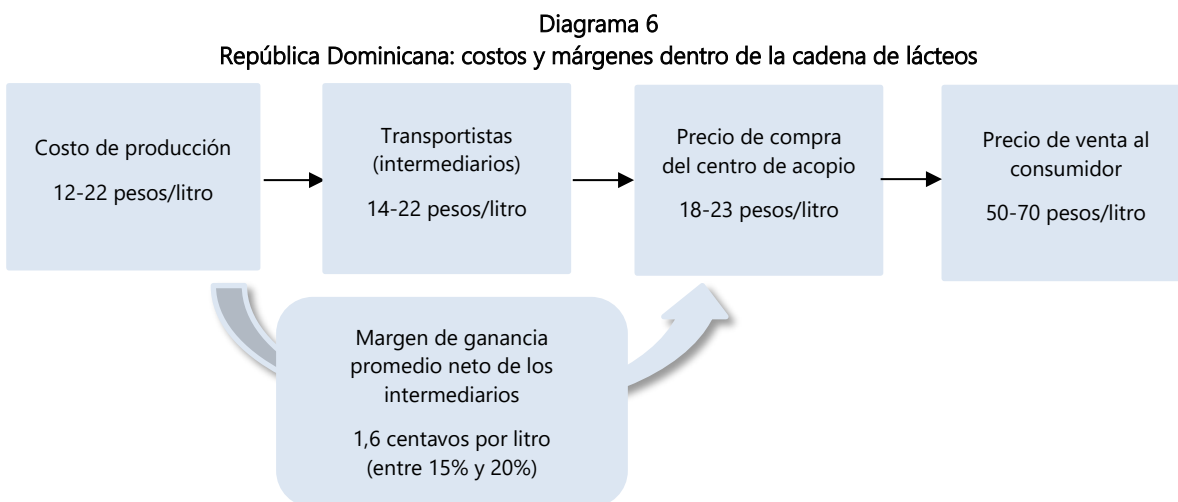 Diagrama 6
República Dominicana: costos y márgenes dentro de la cadena de lácteos
Costo de producción
12-22 pesos/litro
Transportistas
(intermediarios)
14-22 pesos/litro
Precio de compra
del centro de acopio
18-23 pesos/litro
Precio de venta al
consumidor
50-70 pesos/litro
Margen de ganancia
promedio neto de los
intermediarios
1,6 centavos por litro
(entre 15% y 20%)